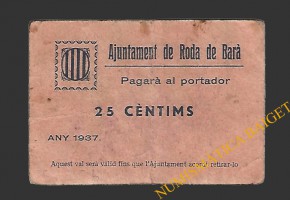 Ajuntament de Roda de Barà
Pagarà al portador
25 CÈNTIMS
ANY 1937
Aquest val serà vàlid fins que l'Ajuntament acordi retirar-lo